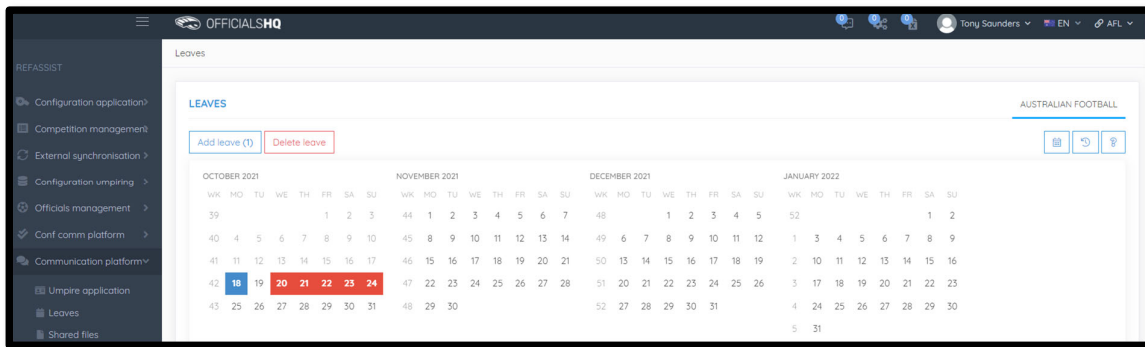 OFFICIALSHQ
0 0 0 Tony Saunders EN AFL
Leaves
REFASSIST
Configuration application
Competition management
External synchronisation
Configuration umpiring
Officials management
Conf comm platform
Communication platform
Umpire application
Leaves
Shared files
LEAVES
AUSTRALIAN FOOTBALL
Add leave (1) Delete leave
OCTOBER 2021
WK MO TU WE TH FR SA SU
39 1 2 3
40 4 5 6 7 8 9 10
41 11 12 13 14 15 16 17
42 18 19 20 21 22 23 24
43 25 26 27 28 29 30 31
NOVEMBER 2021
WK MO TU WE TH FR SA SU
44 1 2 3 4 5 6 7
45 8 9 10 11 12 13 14
46 15 16 17 18 19 20 21
47 22 23 24 25 26 27 28
48 29 30
DECEMBER 2021
WK MO TU WE TH FR SA SU
48 1 2 3 4 5
49 6 7 8 9 10 11 12
50 13 14 15 16 17 18 19
51 20 21 22 23 24 25 26
52 27 28 29 30 31
JANUARY 2022
WK MO TU WE TH FR SA SU
52 1 2
1 3 4 5 6 7 8 9
2 10 11 12 13 14 15 16
3 17 18 19 20 21 22 23
4 24 25 26 27 28 29 30
5 31